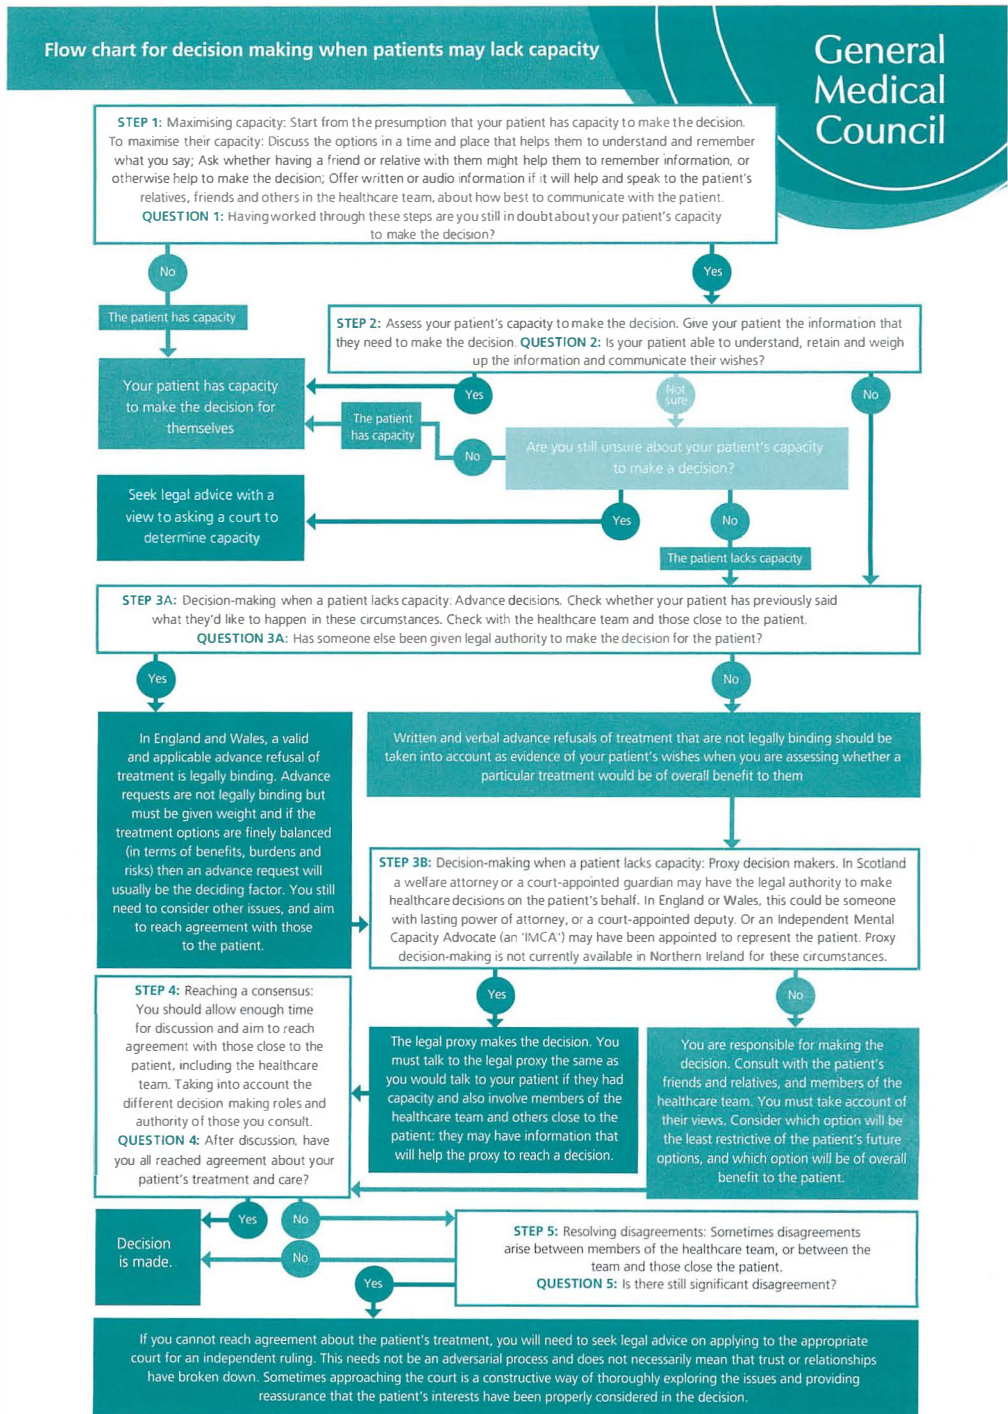 Flow chart for decision making when patients may lack capacity
General
Medical
Council
STEP 1: Maximising capacity: Start from the presumption that your patient has capacity to make the decision.
To maximise their capacity: Discuss the options in a time and place that helps them to understand and remember
what you say; Ask whether having a friend or relative with them might help them to remember information, or
otherwise help to make the decision; Offer written or audio information if it will help and speak to the patient's
relatives, friends and others in the healthcare team, about how best to communicate with the patient.
QUESTION 1: Having worked through these steps are you still in doubt about your patient's capacity
to make the decision?
No
Yes
The patient has capacity
STEP 2: Assess your patient's capacity to make the decision. Give your patient the information that
they need to make the decision. QUESTION 2: Is your patient able to understand, retain and weigh
up the information and communicate their wishes?
Your patient has capacity
to make the decision for
themselves
Yes
Not
sure
No
The patient
has capacity
No
Are you still unsure about your patient's capacity
to make a decision?
Seek legal advice with a
view to asking a court to
determine capacity
Yes
No
The patient lacks capacity
STEP 3A: Decision-making when a patient lacks capacity: Advance decisions. Check whether your patient has previously said
what they'd like to happen in these circumstances. Check with the healthcare team and those close to the patient.
QUESTION 3A: Has someone else been given legal authority to make the decision for the patient?
Yes
No
In England and Wales, a valid
and applicable advance refusal of
treatment is legally binding. Advance
requests are not legally binding but
must be given weight and if the
treatment options are finely balanced
(in terms of benefits, burdens and
risks) then an advance request will
usually be the deciding factor. You still
need to consider other issues, and aim
to reach agreement with those
to the patient.
Written and verbal advance refusals of treatment that are not legally binding should be
taken into account as evidence of your patient's wishes when you are assessing whether a
particular treatment would be of overall benefit to them
STEP 3B: Decision-making when a patient lacks capacity: Proxy decision makers. In Scotland
a welfare attorney or a court-appointed guardian may have the legal authority to make
healthcare decisions on the patient's behalf. In England or Wales, this could be someone
with lasting power of attorney, or a court-appointed deputy. Or an Independent Mental
Capacity Advocate (an 'IMCA') may have been appointed to represent the patient. Proxy
decision-making is not currently available in Northern Ireland for these circumstances.
Yes
No
STEP 4: Reaching a consensus:
You should allow enough time
for discussion and aim to reach
agreement with those close to the
patient, including the healthcare
team. Taking into account the
different decision making roles and
authority of those you consult.
QUESTION 4: After discussion, have
you all reached agreement about your
patient's treatment and care?
The legal proxy makes the decision. You
must talk to the legal proxy the same as
you would talk to your patient if they had
capacity and also involve members of the
healthcare team and others close to the
patient: they may have information that
will help the proxy to reach a decision.
You are responsible for making the
decision. Consult with the patient's
friends and relatives, and members of the
healthcare team. You must take account of
their views. Consider which option will be
the least restrictive of the patient's future
options, and which option will be of overall
benefit to the patient.
Yes
No
Decision
is made.
No
STEP 5: Resolving disagreements: Sometimes disagreements
arise between members of the healthcare team, or between the
team and those close the patient.
QUESTION 5: Is there still significant disagreement?
Yes
If you cannot reach agreement about the patient's treatment, you will need to seek legal advice on applying to the appropriate
court for an independent ruling. This needs not be an adversarial process and does not necessarily mean that trust or relationships
have broken down. Sometimes approaching the court is a constructive way of thoroughly exploring the issues and providing
reassurance that the patient's interests have been properly considered in the decision.